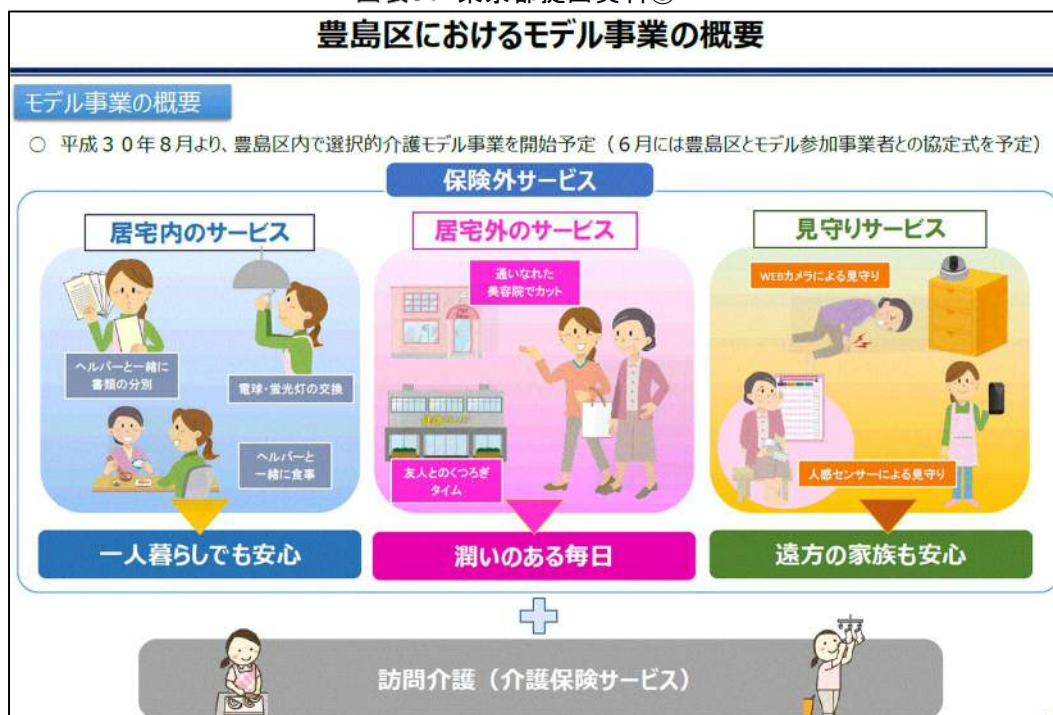 豊島区におけるモデル事業の概要
モデル事業の概要
○ 平成３０年８月より、豊島区内で選択的介護モデル事業を開始予定（６月には豊島区とモデル参加事業者との協定式を予定）
保険外サービス
居宅内のサービス
ヘルパーと一緒に
書類の分別
電球・蛍光灯の交換
ヘルパーと
一緒に食事
一人暮らしでも安心
居宅外のサービス
通いなれた
美容院でカット
友人とのくつろぎ
タイム
潤いのある毎日
見守りサービス
WEBカメラによる見守り
人感センサーによる見守り
遠方の家族も安心
訪問介護（介護保険サービス）